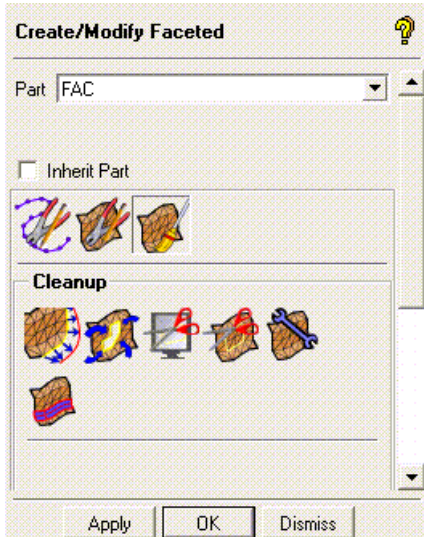 Create/Modify Faceted
Part FAC
Inherit Part
Cleanup
Apply OK Dismiss